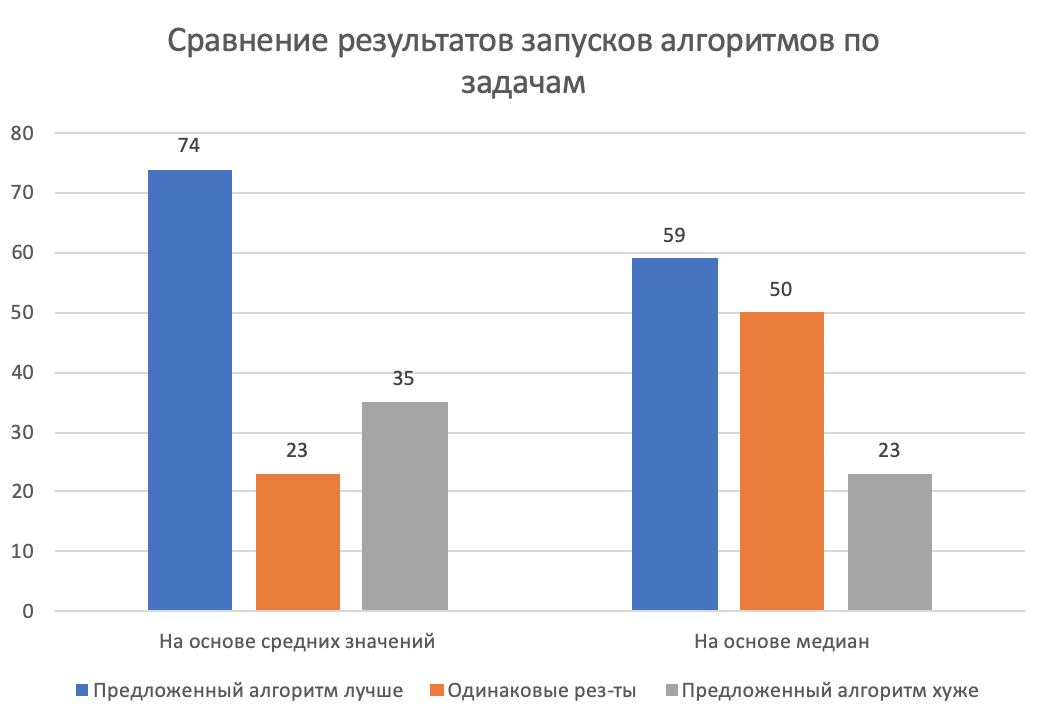 Сравнение результатов запусков алгоритмов по
задачам
80
70
60
50
40
30
20
10
0
74
23
35
59
50
23
На основе средних значений
На основе медиан
Предложенный алгоритм лучше
Одинаковые рез-ты
Предложенный алгоритм хуже